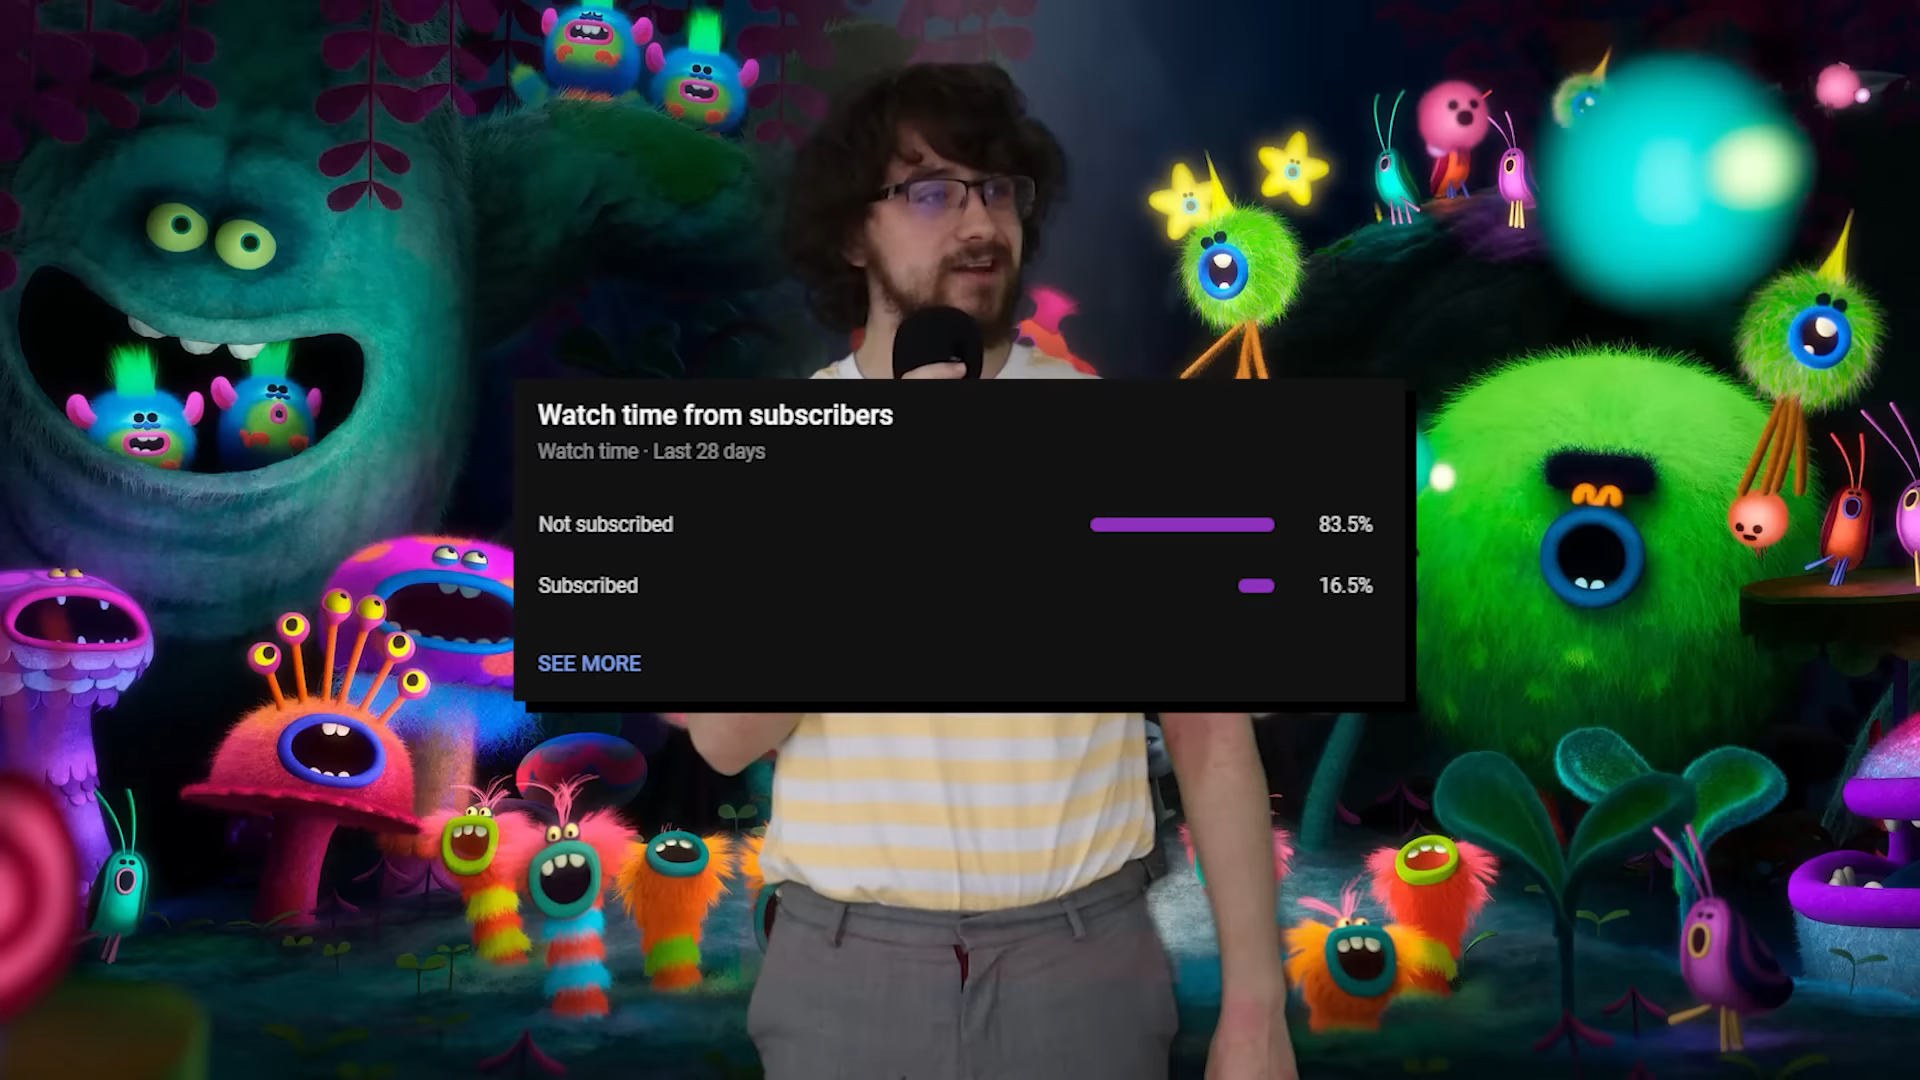 Watch time from subscribers
Watch time · Last 28 days
Not subscribed 83.5%
Subscribed 16.5%
SEE MORE